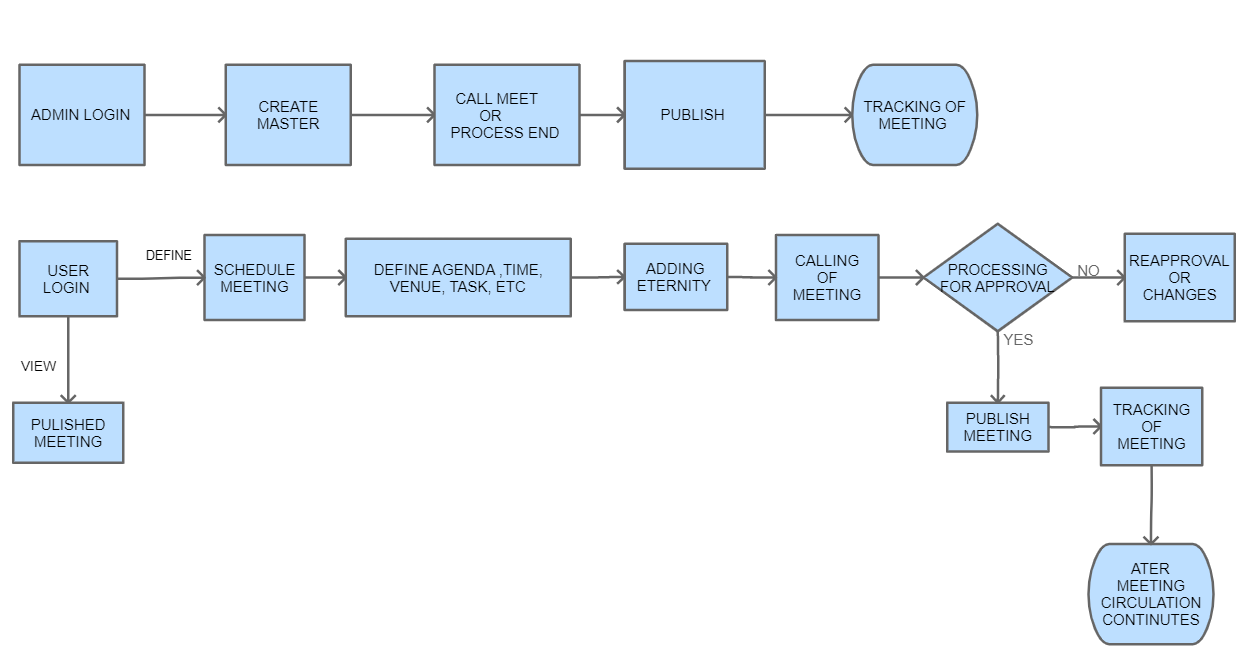 ADMIN LOGIN
CREATE
MASTER
CALL MEET
OR
PROCESS END
PUBLISH
TRACKING OF
MEETING
USER
LOGIN
DEFINE
SCHEDULE
MEETING
DEFINE AGENDA ,TIME,
VENUE, TASK, ETC
ADDING
ETERNITY
CALLING
OF
MEETING
PROCESSING
FOR APPROVAL
NO
REAPPROVAL
OR
CHANGES
YES
VIEW
PULISHED
MEETING
PUBLISH
MEETING
TRACKING
OF
MEETING
ATER
MEETING
CIRCULATION
CONTINUTES